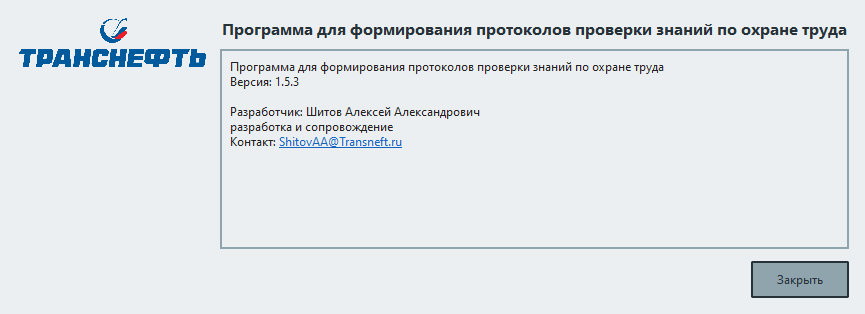 ТРАНСНЕФТЬ
Программа для формирования протоколов проверки знаний по охране труда
Программа для формирования протоколов проверки знаний по охране труда
Версия: 1.5.3
Разработчик: Шитов Алексей Александрович
разработка и сопровождение
Контакт: ShitovAA@Transneft.ru
Закрыть